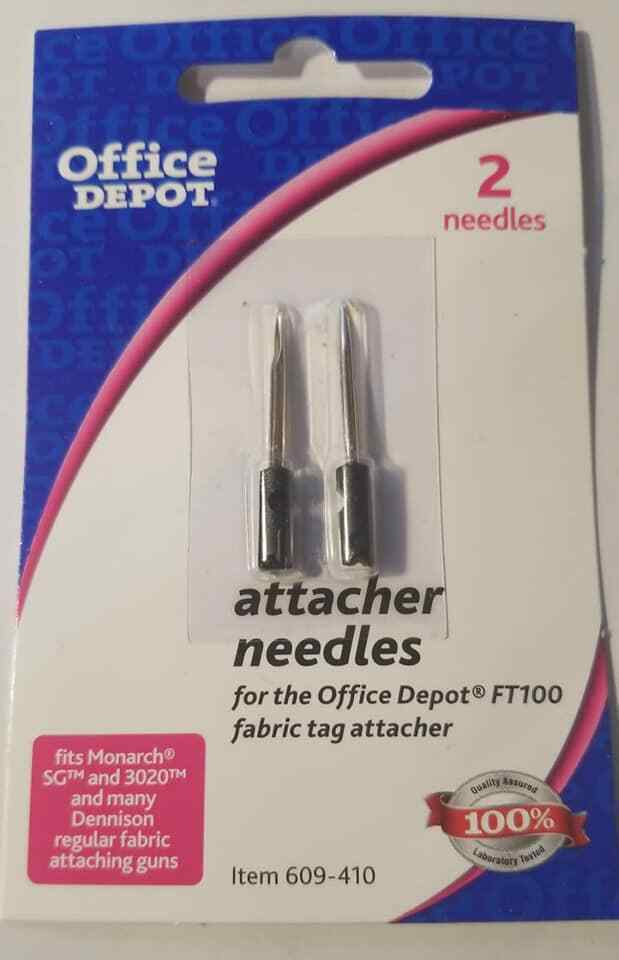 Office
DEPOT
2
needles
attacher
needles
for the Office Depot® FT100
fabric tag attacher
fits Monarch®
SG™ and 3020™
and many
Dennison
regular fabric
attaching guns
Item 609-410
Quality Assured
100%
Laboratory Tested